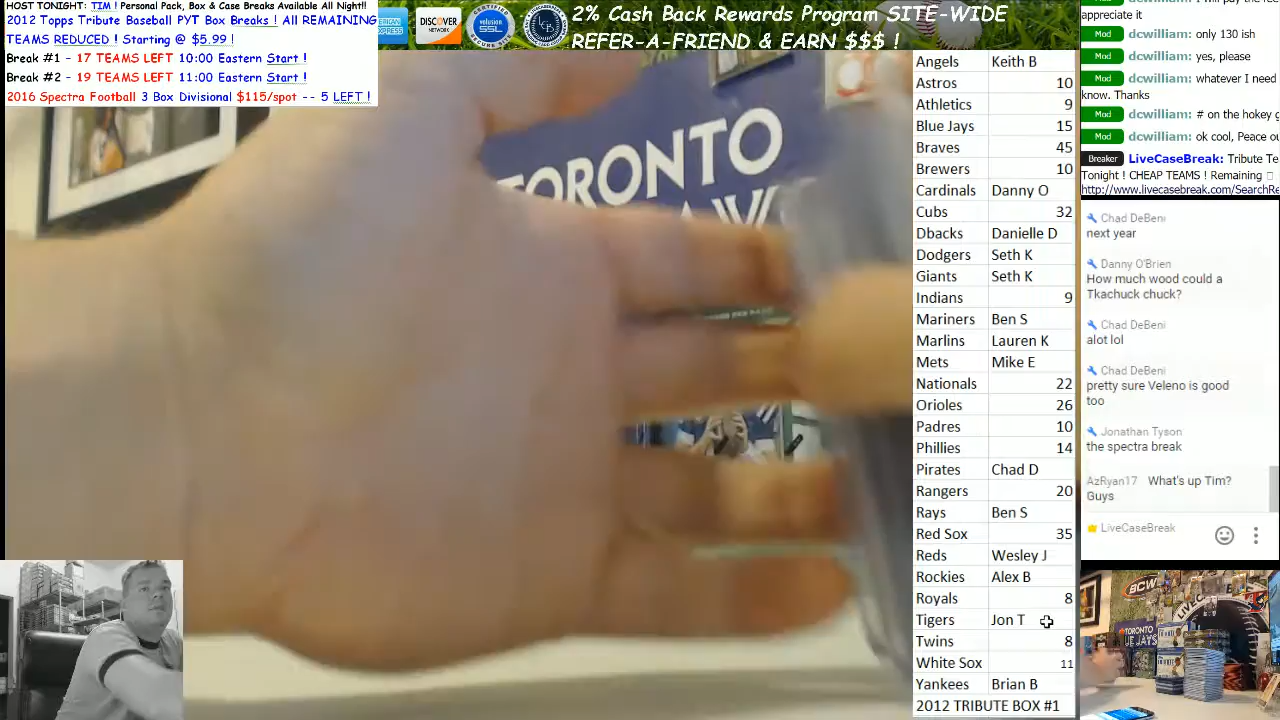 HOST TONIGHT: TIM ! Personal Pack, Box & Case Breaks Available All Night!!
2012 Topps Tribute Baseball PYT Box Breaks ! ALL REMAINING
TEAMS REDUCED ! Starting @ $5.99 !
Break #1 - 17 TEAMS LEFT 10:00 Eastern Start !
Break #2 - 19 TEAMS LEFT 11:00 Eastern Start !
2016 Spectra Football 3 Box Divisional $115/spot -- 5 LEFT !
DISCOVER
NETWORK
volusion
SSL
LCB
2% Cash Back Rewards Program SITE-WIDE
REFER-A-FRIEND & EARN $$$ !
TORONTO
Angels Keith B
Astros 10
Athletics 9
Blue Jays 15
Braves 45
Brewers 10
Cardinals Danny O
Cubs 32
Dbacks Danielle D
Dodgers Seth K
Giants Seth K
Indians 9
Mariners Ben S
Marlins Lauren K
Mets Mike E
Nationals 22
Orioles 26
Padres 10
Phillies 14
Pirates Chad D
Rangers 20
Rays Ben S
Red Sox 35
Reds Wesley J
Rockies Alex B
Royals 8
Tigers Jon T
Twins 8
White Sox 11
Yankees Brian B
2012 TRIBUTE BOX #1
appreciate it
Mod dcwilliam: only 130 ish
Mod dcwilliam: yes, please
Mod dcwilliam: whatever I need
know. Thanks
Mod dcwilliam: # on the hokey g
Mod dcwilliam: ok cool, Peace o
Breaker LiveCaseBreak: Tribute Te
Tonight ! CHEAP TEAMS ! Remaining
http://www.livecasebreak.com/SearchRe
Chad DeBeni
next year
Danny O'Brien
How much wood could a
Tkachuck chuck?
Chad DeBeni
alot lol
Chad DeBeni
pretty sure Veleno is good
too
Jonathan Tyson
the spectra break
AzRyan17 What's up Tim?
Guys
LiveCaseBreak
BCW
TORONTO